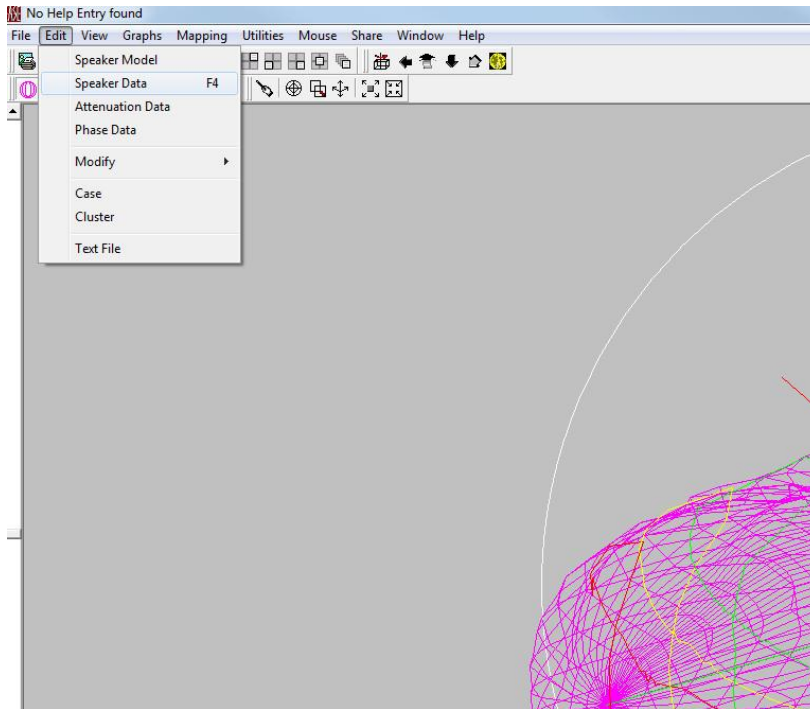 No Help Entry found
File Edit View Graphs Mapping Utilities Mouse Share Window Help
Speaker Model
Speaker Data F4
Attenuation Data
Phase Data
Modify
Case
Cluster
Text File